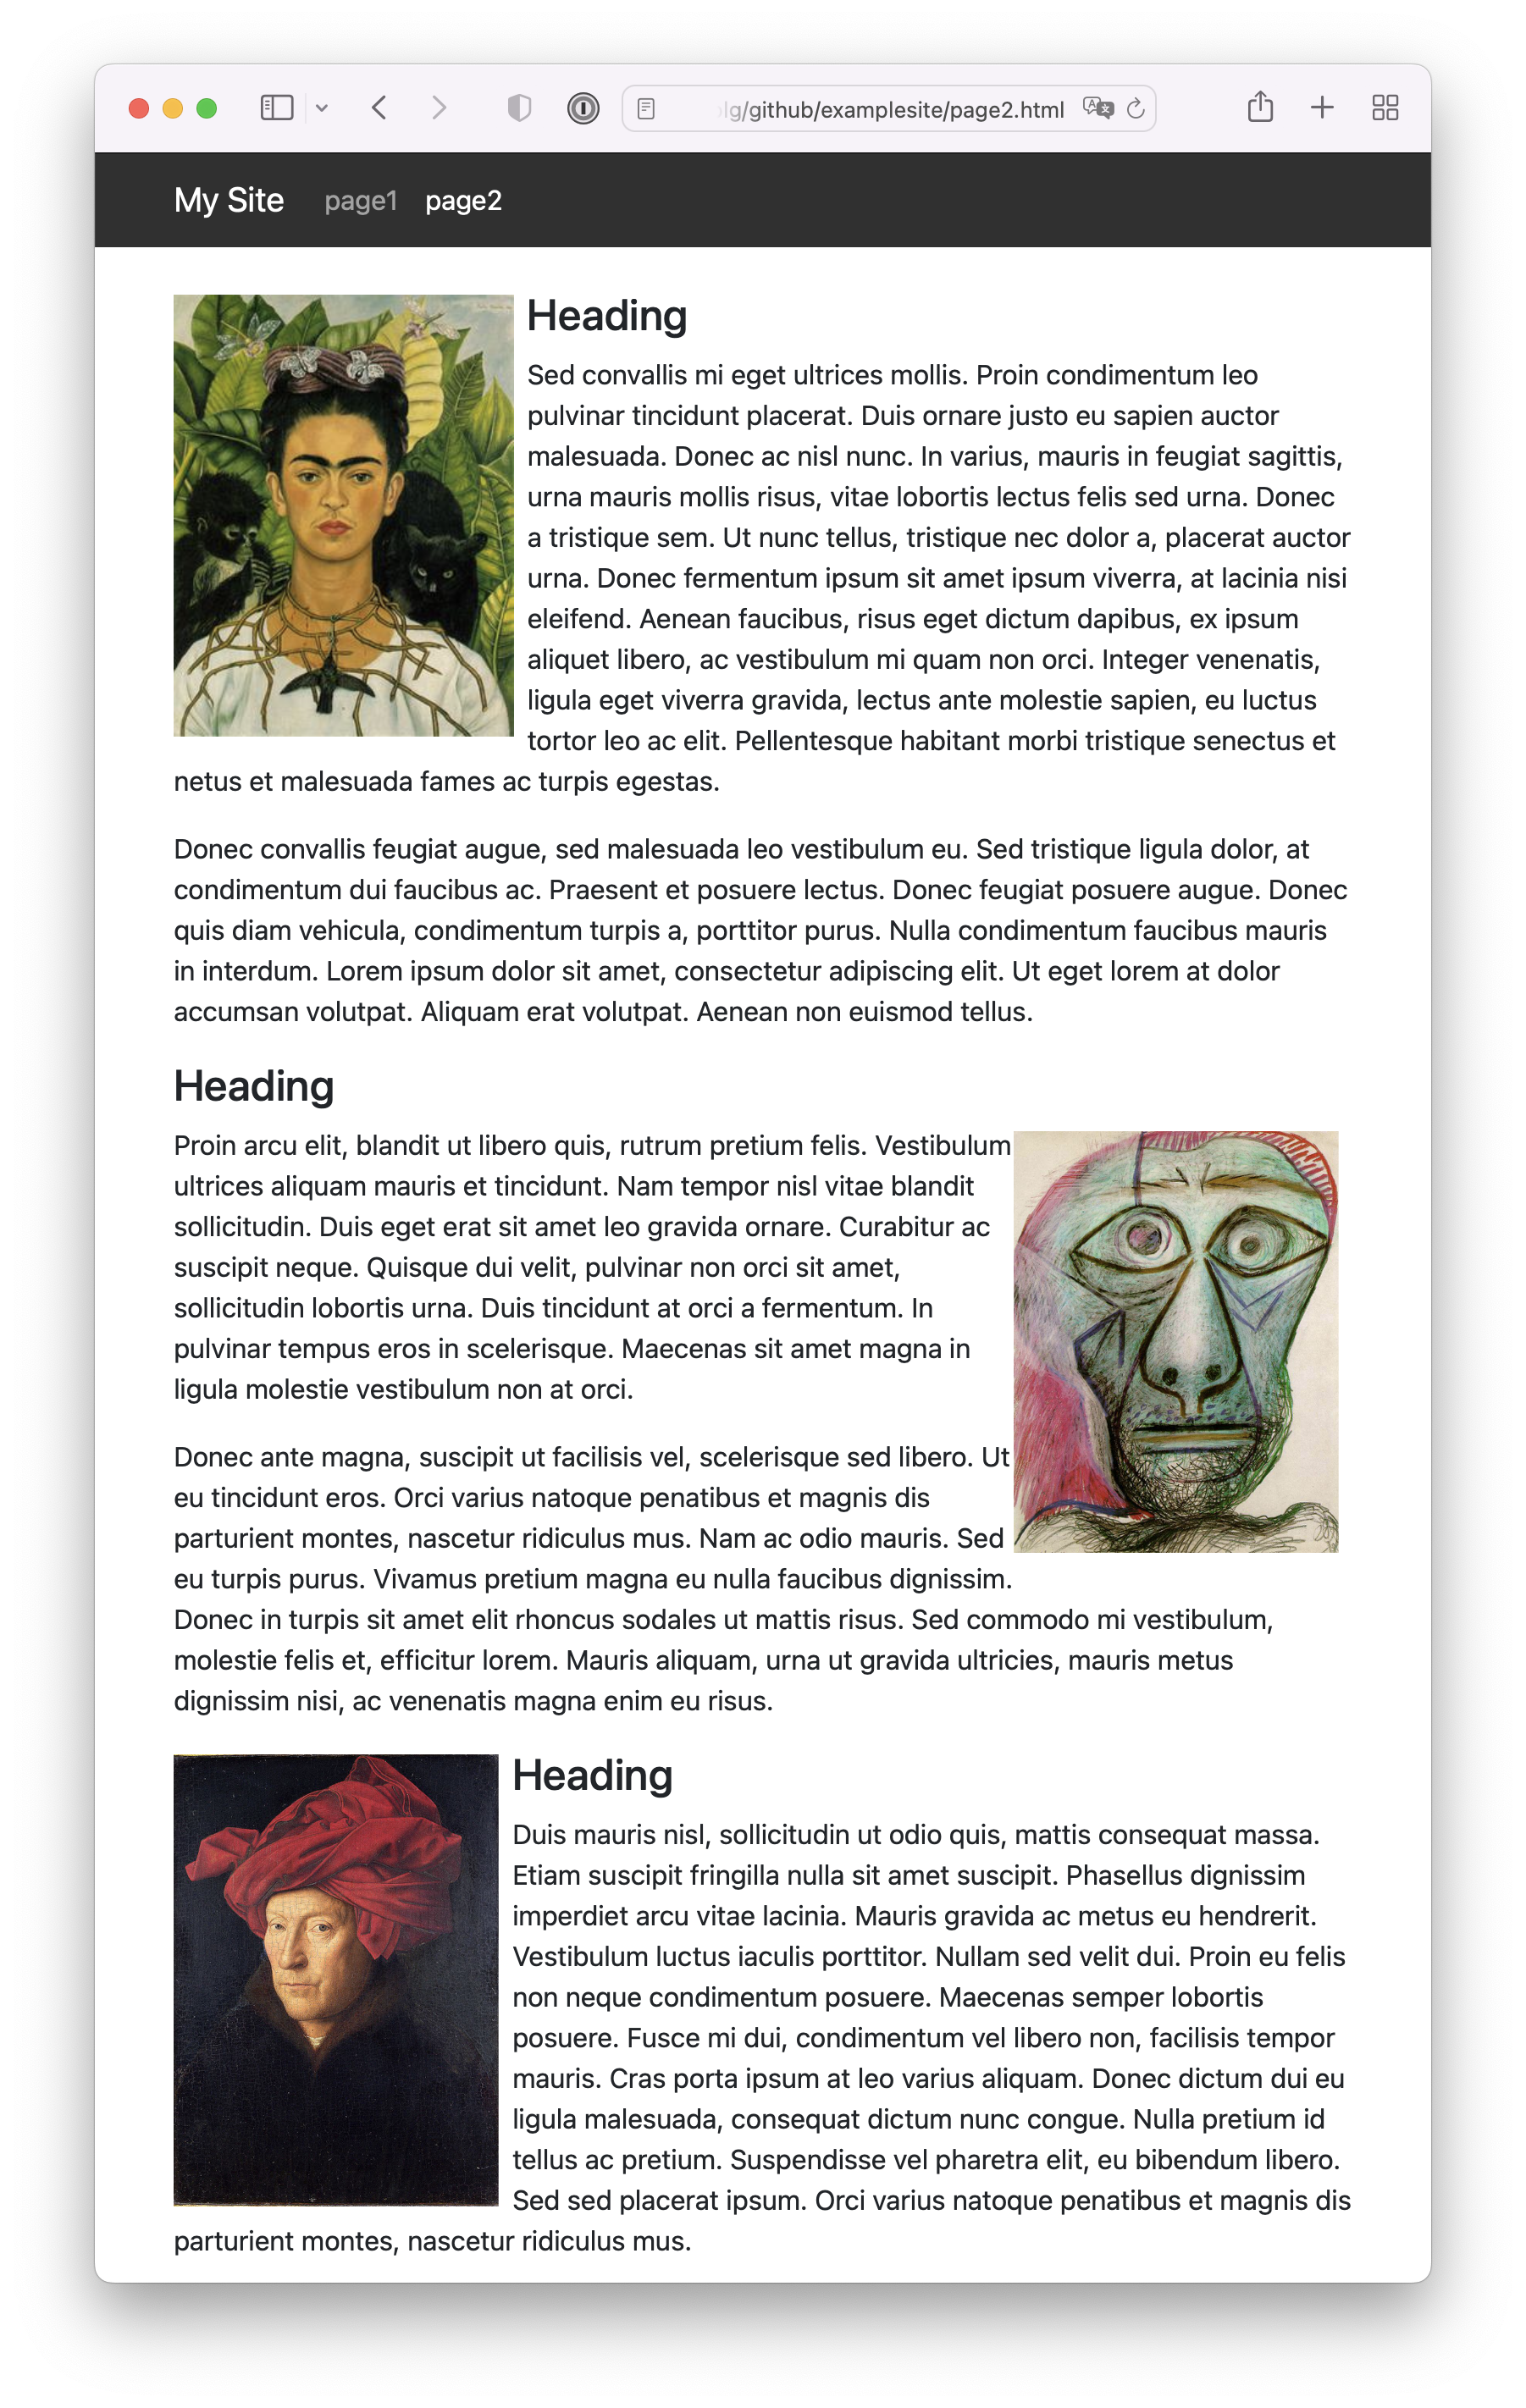 lg/github/examplesite/page2.html
My Site page1 page2
Heading
Sed convallis mi eget ultrices mollis. Proin condimentum leo
pulvinar tincidunt placerat. Duis ornare justo eu sapien auctor
malesuada. Donec ac nisl nunc. In varius, mauris in feugiat sagittis,
urna mauris mollis risus, vitae lobortis lectus felis sed urna. Donec
a tristique sem. Ut nunc tellus, tristique nec dolor a, placerat auctor
urna. Donec fermentum ipsum sit amet ipsum viverra, at lacinia nisi
eleifend. Aenean faucibus, risus eget dictum dapibus, ex ipsum
aliquet libero, ac vestibulum mi quam non orci. Integer venenatis,
ligula eget viverra gravida, lectus ante molestie sapien, eu luctus
tortor leo ac elit. Pellentesque habitant morbi tristique senectus et
netus et malesuada fames ac turpis egestas.
Donec convallis feugiat augue, sed malesuada leo vestibulum eu. Sed tristique ligula dolor, at
condimentum dui faucibus ac. Praesent et posuere lectus. Donec feugiat posuere augue. Donec
quis diam vehicula, condimentum turpis a, porttitor purus. Nulla condimentum faucibus mauris
in interdum. Lorem ipsum dolor sit amet, consectetur adipiscing elit. Ut eget lorem at dolor
accumsan volutpat. Aliquam erat volutpat. Aenean non euismod tellus.
Heading
Proin arcu elit, blandit ut libero quis, rutrum pretium felis. Vestibulum
ultrices aliquam mauris et tincidunt. Nam tempor nisl vitae blandit
sollicitudin. Duis eget erat sit amet leo gravida ornare. Curabitur ac
suscipit neque. Quisque dui velit, pulvinar non orci sit amet,
sollicitudin lobortis urna. Duis tincidunt at orci a fermentum. In
pulvinar tempus eros in scelerisque. Maecenas sit amet magna in
ligula molestie vestibulum non at orci.
Donec ante magna, suscipit ut facilisis vel, scelerisque sed libero. Ut
eu tincidunt eros. Orci varius natoque penatibus et magnis dis
parturient montes, nascetur ridiculus mus. Nam ac odio mauris. Sed
eu turpis purus. Vivamus pretium magna eu nulla faucibus dignissim.
Donec in turpis sit amet elit rhoncus sodales ut mattis risus. Sed commodo mi vestibulum,
molestie felis et, efficitur lorem. Mauris aliquam, urna ut gravida ultricies, mauris metus
dignissim nisi, ac venenatis magna enim eu risus.
Heading
Duis mauris nisl, sollicitudin ut odio quis, mattis consequat massa.
Etiam suscipit fringilla nulla sit amet suscipit. Phasellus dignissim
imperdiet arcu vitae lacinia. Mauris gravida ac metus eu hendrerit.
Vestibulum luctus iaculis porttitor. Nullam sed velit dui. Proin eu felis
non neque condimentum posuere. Maecenas semper lobortis
posuere. Fusce mi dui, condimentum vel libero non, facilisis tempor
mauris. Cras porta ipsum at leo varius aliquam. Donec dictum dui eu
ligula malesuada, consequat dictum nunc congue. Nulla pretium id
tellus ac pretium. Suspendisse vel pharetra elit, eu bibendum libero.
Sed sed placerat ipsum. Orci varius natoque penatibus et magnis dis
parturient montes, nascetur ridiculus mus.